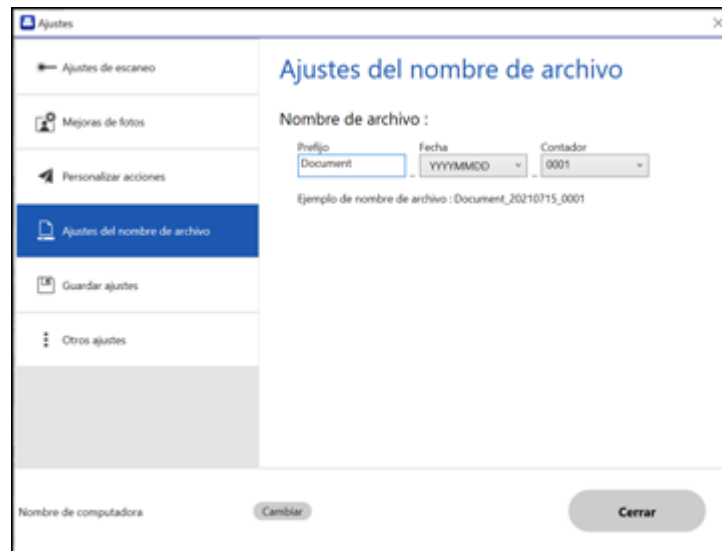 Ajustes
Ajustes de escaneo
Mejoras de fotos
Personalizar acciones
Ajustes del nombre de archivo
Guardar ajustes
Otros ajustes
Ajustes del nombre de archivo
Nombre de archivo :
Prefijo Fecha Contador
Document _ YYYYMMDD _ 0001
Ejemplo de nombre de archivo : Document_20210715_0001
Nombre de computadora Cambiar Cerrar